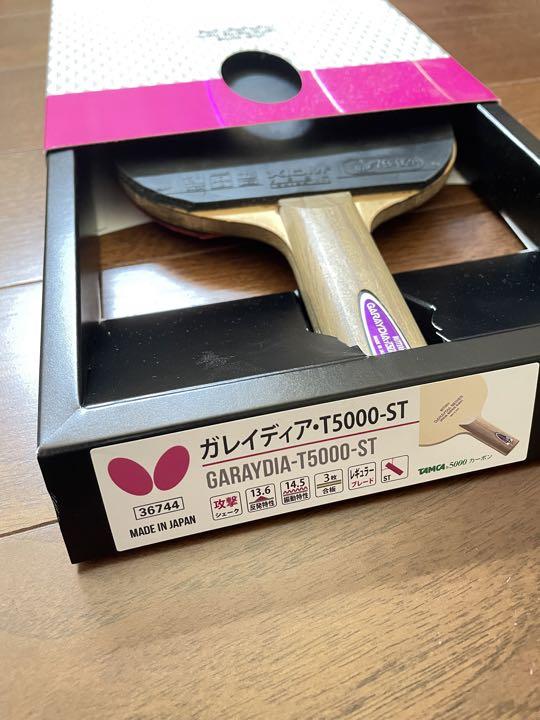 GARAYDIA-T5000
ガレイディア・T5000-ST
GARAYDIA-T5000-ST
36744
MADE IN JAPAN
攻撃
シェーク
13.6
反発特性
14.5
振動特性
3枚
合板
レギュラー
ブレード
ST
TAMCA 5000 カーボン